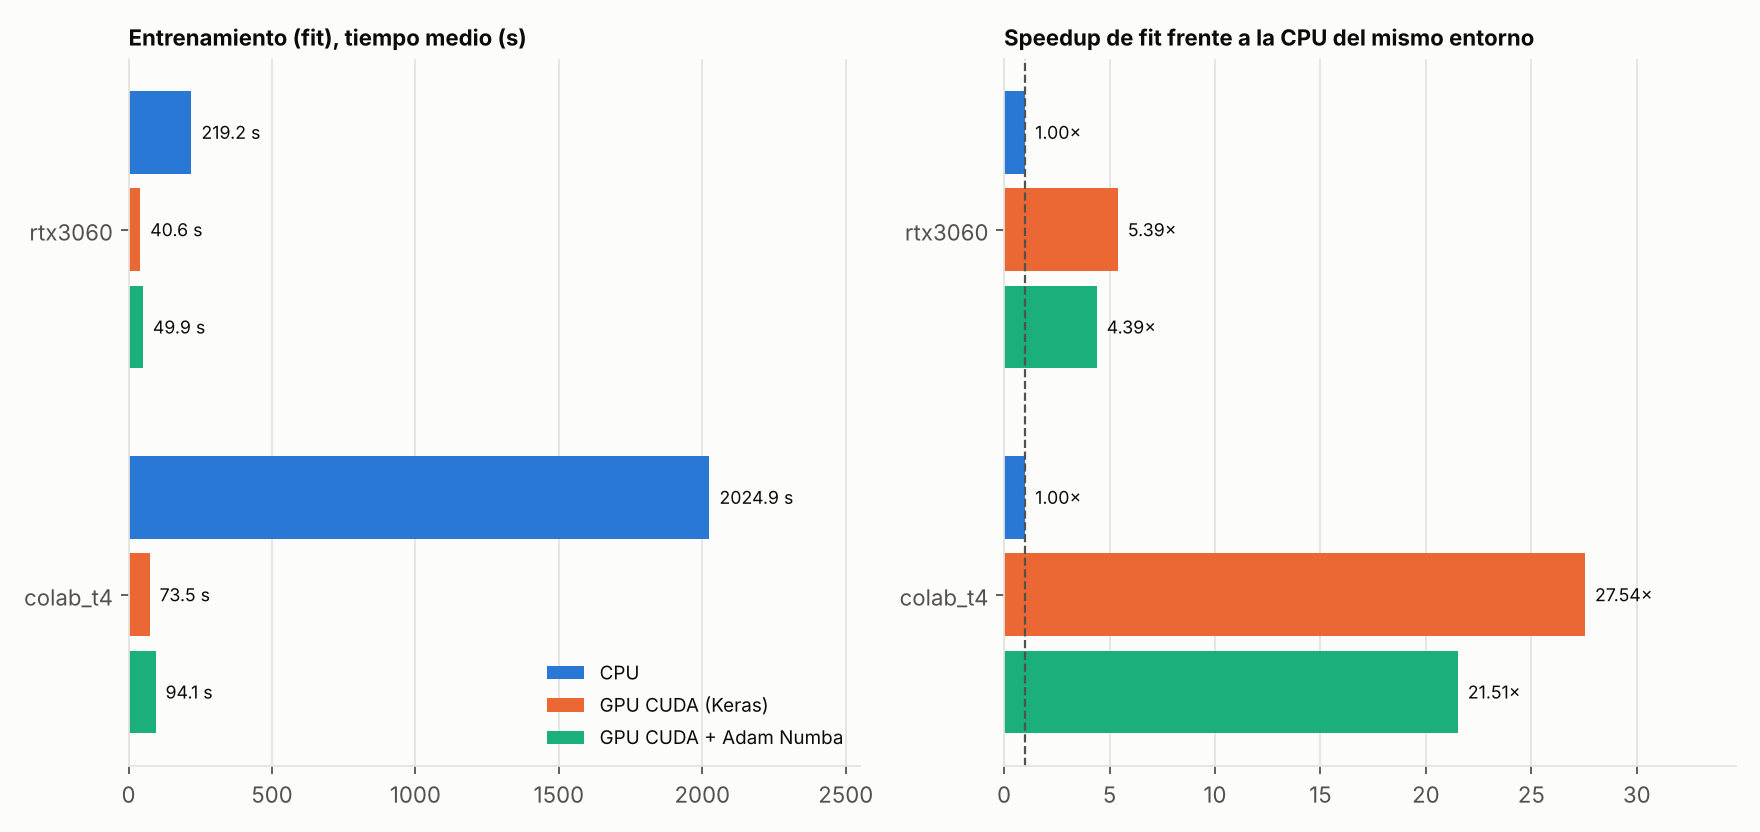 Entrenamiento (fit), tiempo medio (s)
219.2 s
rtx3060
40.6 s
49.9 s
2024.9 s
colab_t4
73.5 s
94.1 s
CPU
GPU CUDA (Keras)
GPU CUDA + Adam Numba
0 500 1000 1500 2000 2500
Speedup de fit frente a la CPU del mismo entorno
1.00×
rtx3060
5.39×
4.39×
1.00×
colab_t4
27.54×
21.51×
0 5 10 15 20 25 30